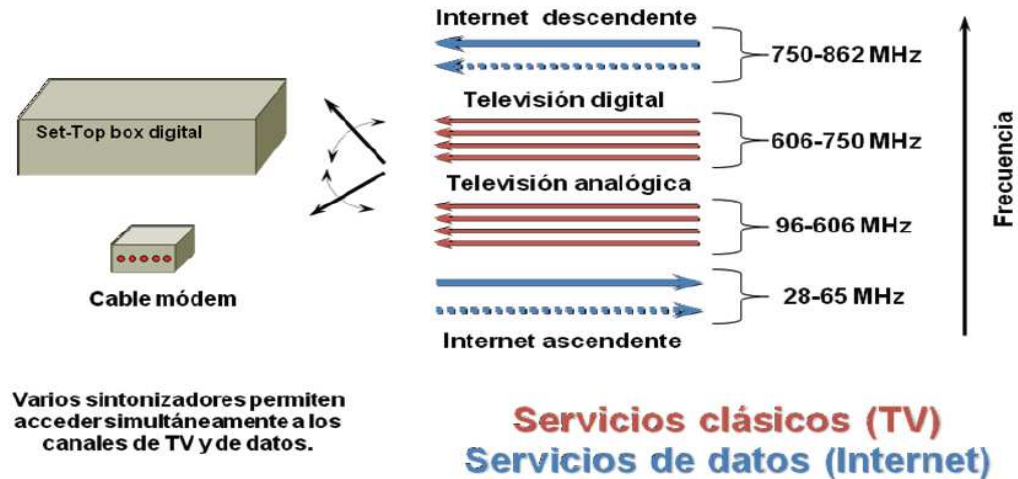 Internet descendente
750-862 MHz
Set-Top box digital
Televisión digital
606-750 MHz
Televisión analógica
96-606 MHz
Frecuencia
Cable módem
28-65 MHz
Internet ascendente
Varios sintonizadores permiten
acceder simultáneamente a los
canales de TV y de datos.
Servicios clásicos (TV)
Servicios de datos (Internet)